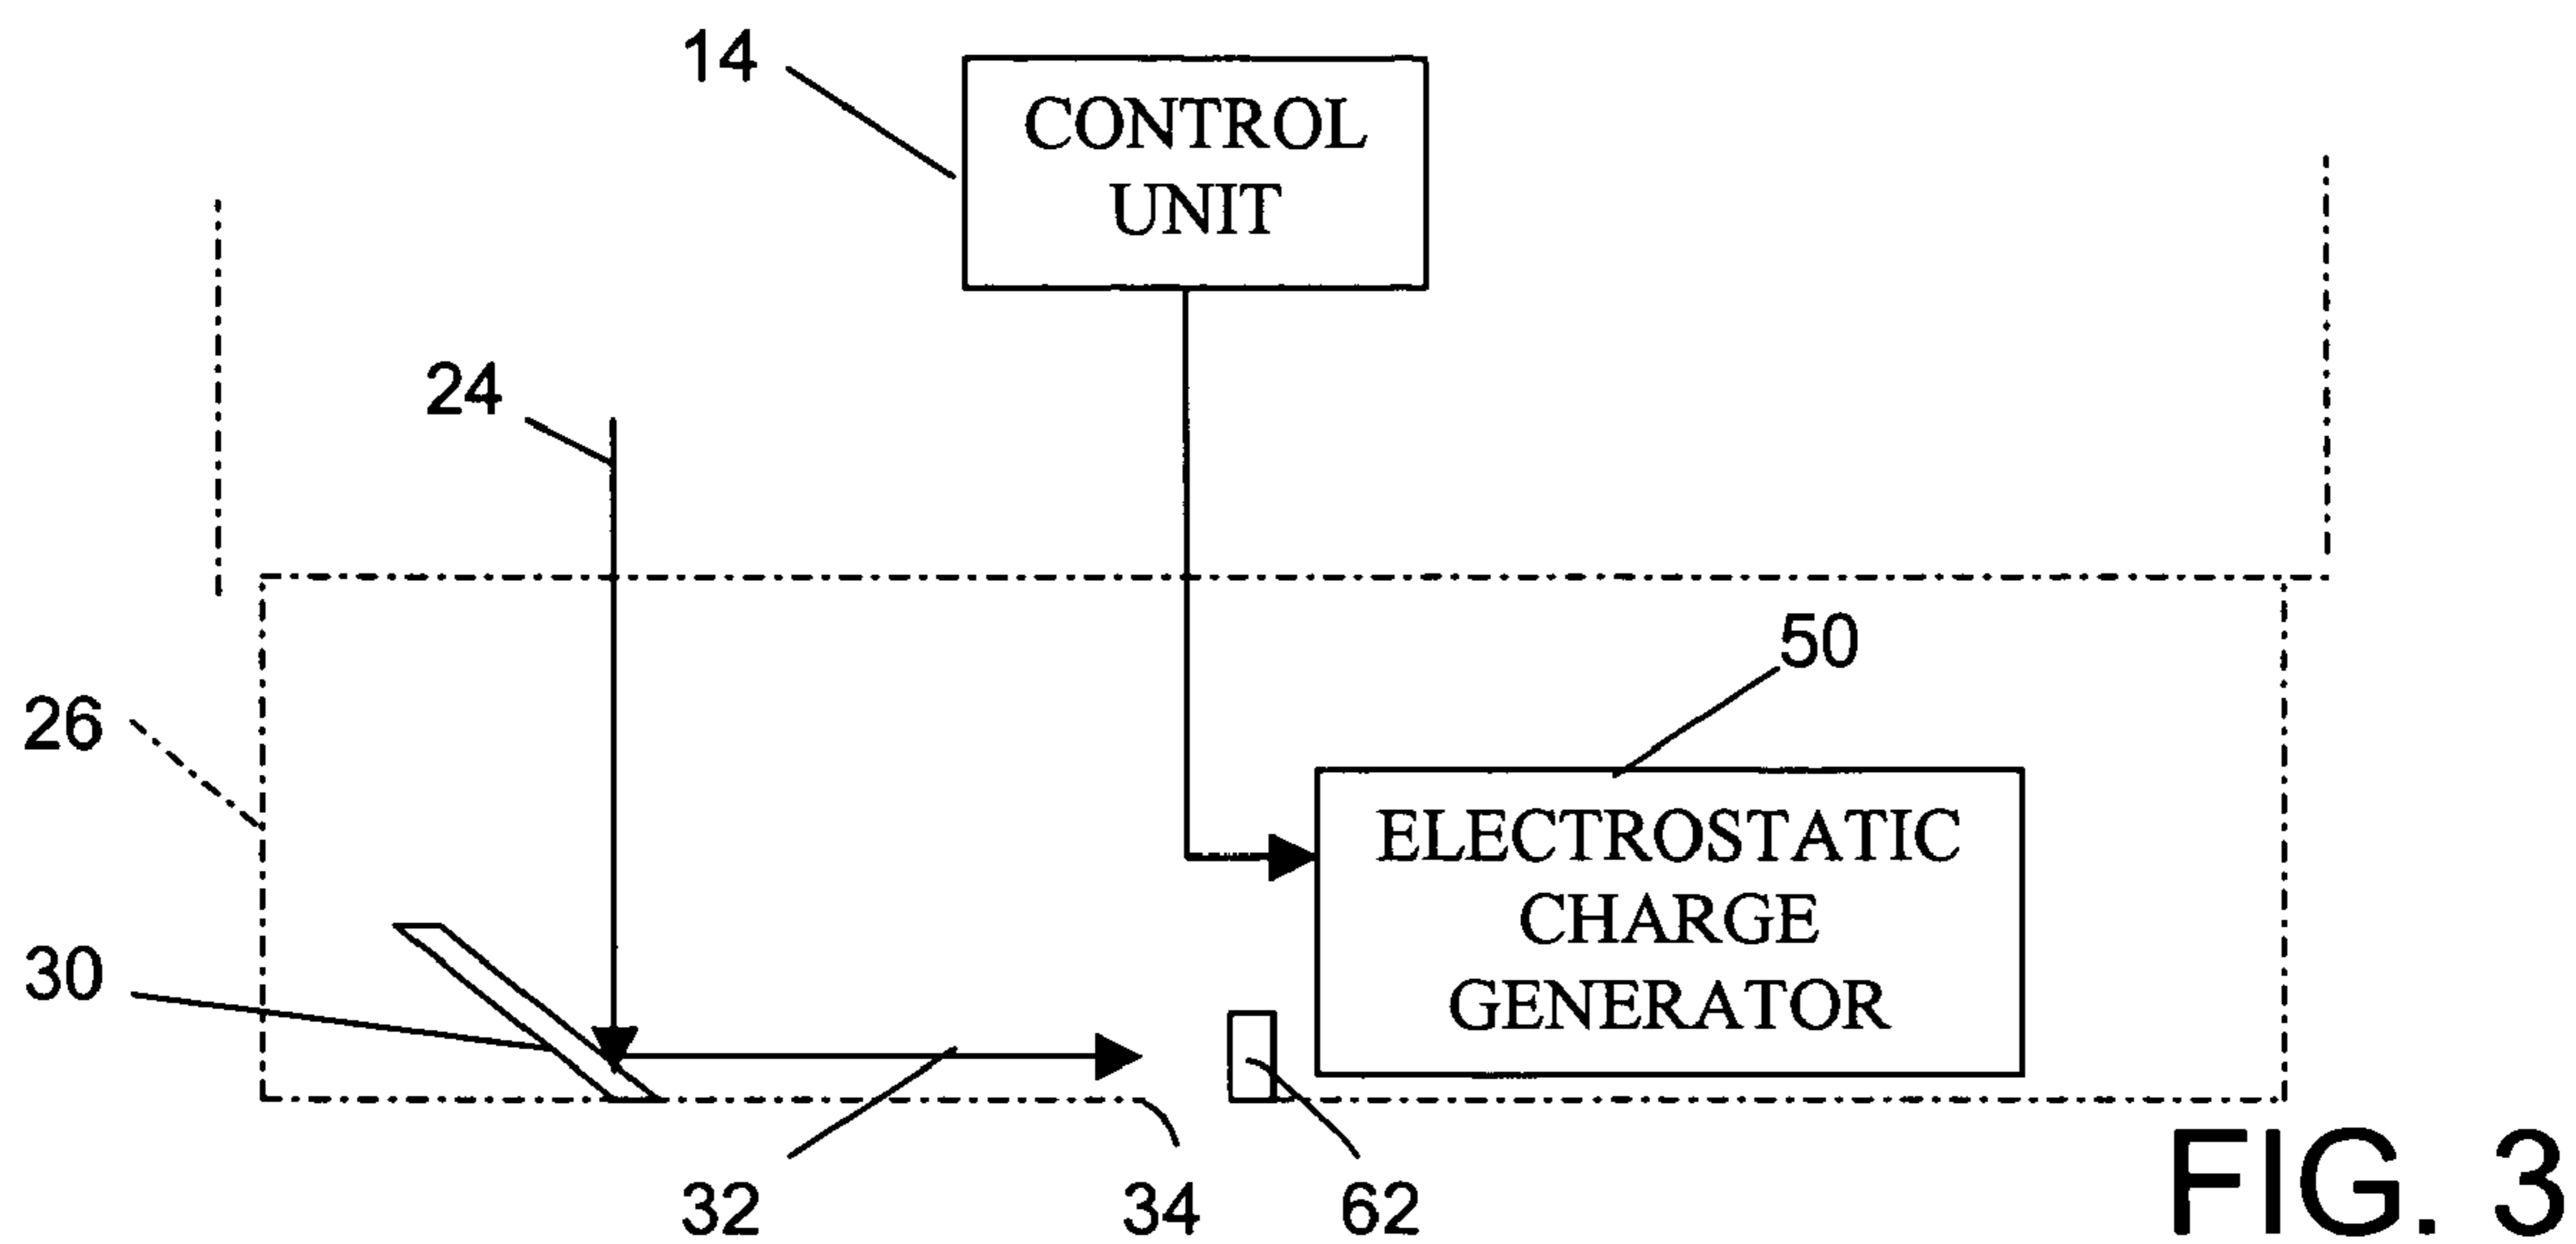 14
CONTROL
UNIT
24
50
26
ELECTROSTATIC
CHARGE
GENERATOR
30
32
34
62
FIG. 3